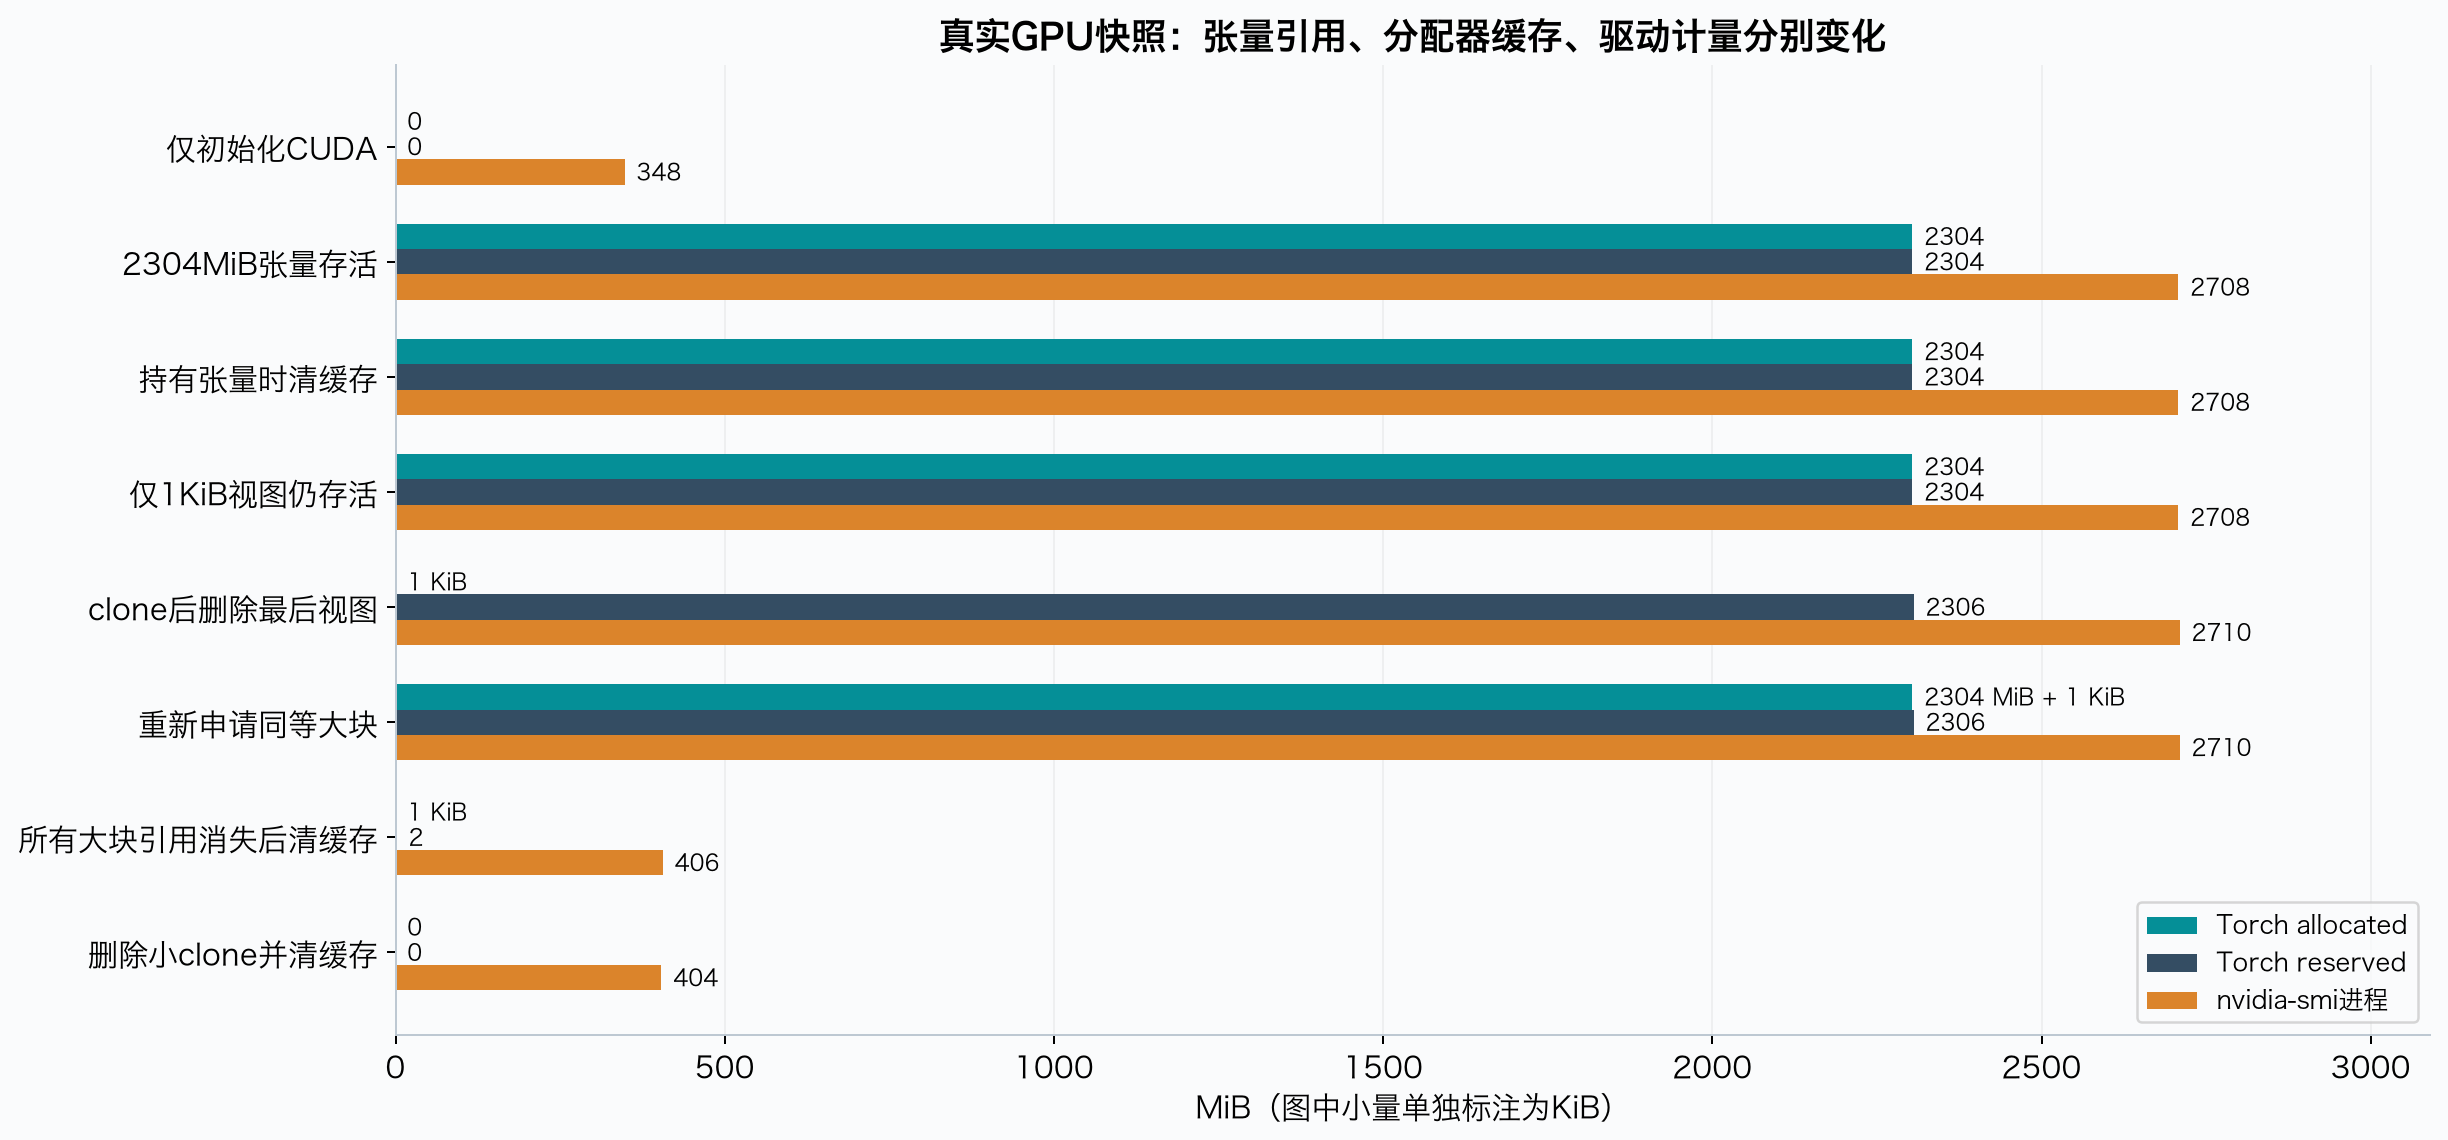 真实GPU快照：张量引用、分配器缓存、驱动计量分别变化
仅初始化CUDA
0
0
348
2304MiB张量存活
2304
2304
2708
持有张量时清缓存
2304
2304
2708
仅1KiB视图仍存活
2304
2304
2708
clone后删除最后视图
1 KiB
2306
2710
重新申请同等大块
2304 MiB + 1 KiB
2306
2710
所有大块引用消失后清缓存
1 KiB
2
406
删除小clone并清缓存
0
0
404
Torch allocated
Torch reserved
nvidia-smi进程
0 500 1000 1500 2000 2500 3000
MiB（图中小量单独标注为KiB）